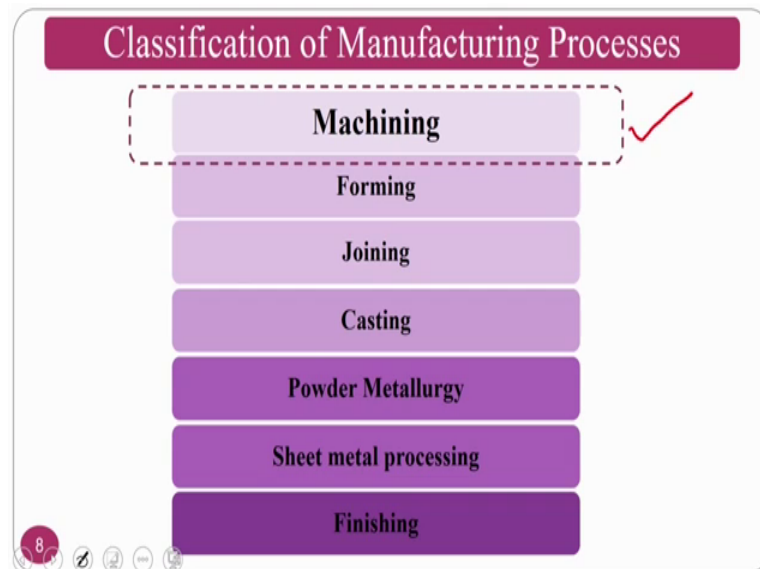 Classification of Manufacturing Processes
Machining
Forming
Joining
Casting
Powder Metallurgy
Sheet metal processing
Finishing
8